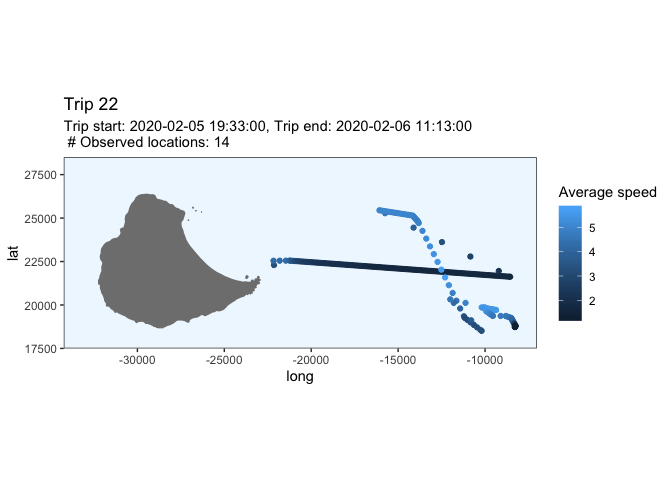 Trip 22
Trip start: 2020-02-05 19:33:00, Trip end: 2020-02-06 11:13:00
# Observed locations: 14
27500
25000
22500
20000
17500
lat
-30000
-25000
-20000
-15000
-10000
long
Average speed
5
4
3
2